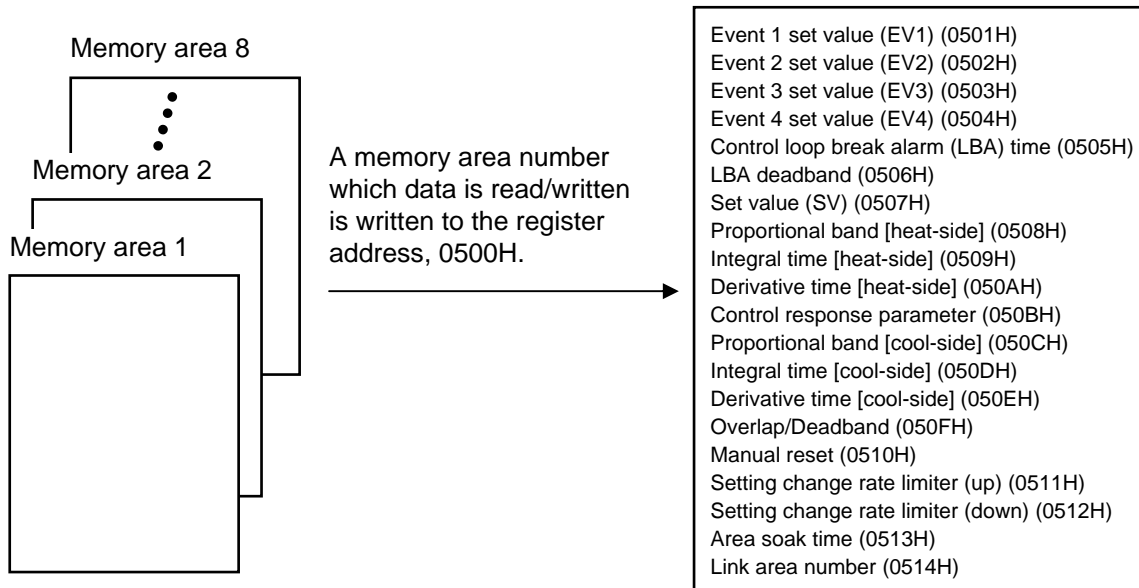 Memory area 8
Memory area 2
Memory area 1
A memory area number
which data is read/written
is written to the register
address, 0500H.
Event 1 set value (EV1) (0501H)
Event 2 set value (EV2) (0502H)
Event 3 set value (EV3) (0503H)
Event 4 set value (EV4) (0504H)
Control loop break alarm (LBA) time (0505H)
LBA deadband (0506H)
Set value (SV) (0507H)
Proportional band [heat-side] (0508H)
Integral time [heat-side] (0509H)
Derivative time [heat-side] (050AH)
Control response parameter (050BH)
Proportional band [cool-side] (050CH)
Integral time [cool-side] (050DH)
Derivative time [cool-side] (050EH)
Overlap/Deadband (050FH)
Manual reset (0510H)
Setting change rate limiter (up) (0511H)
Setting change rate limiter (down) (0512H)
Area soak time (0513H)
Link area number (0514H)